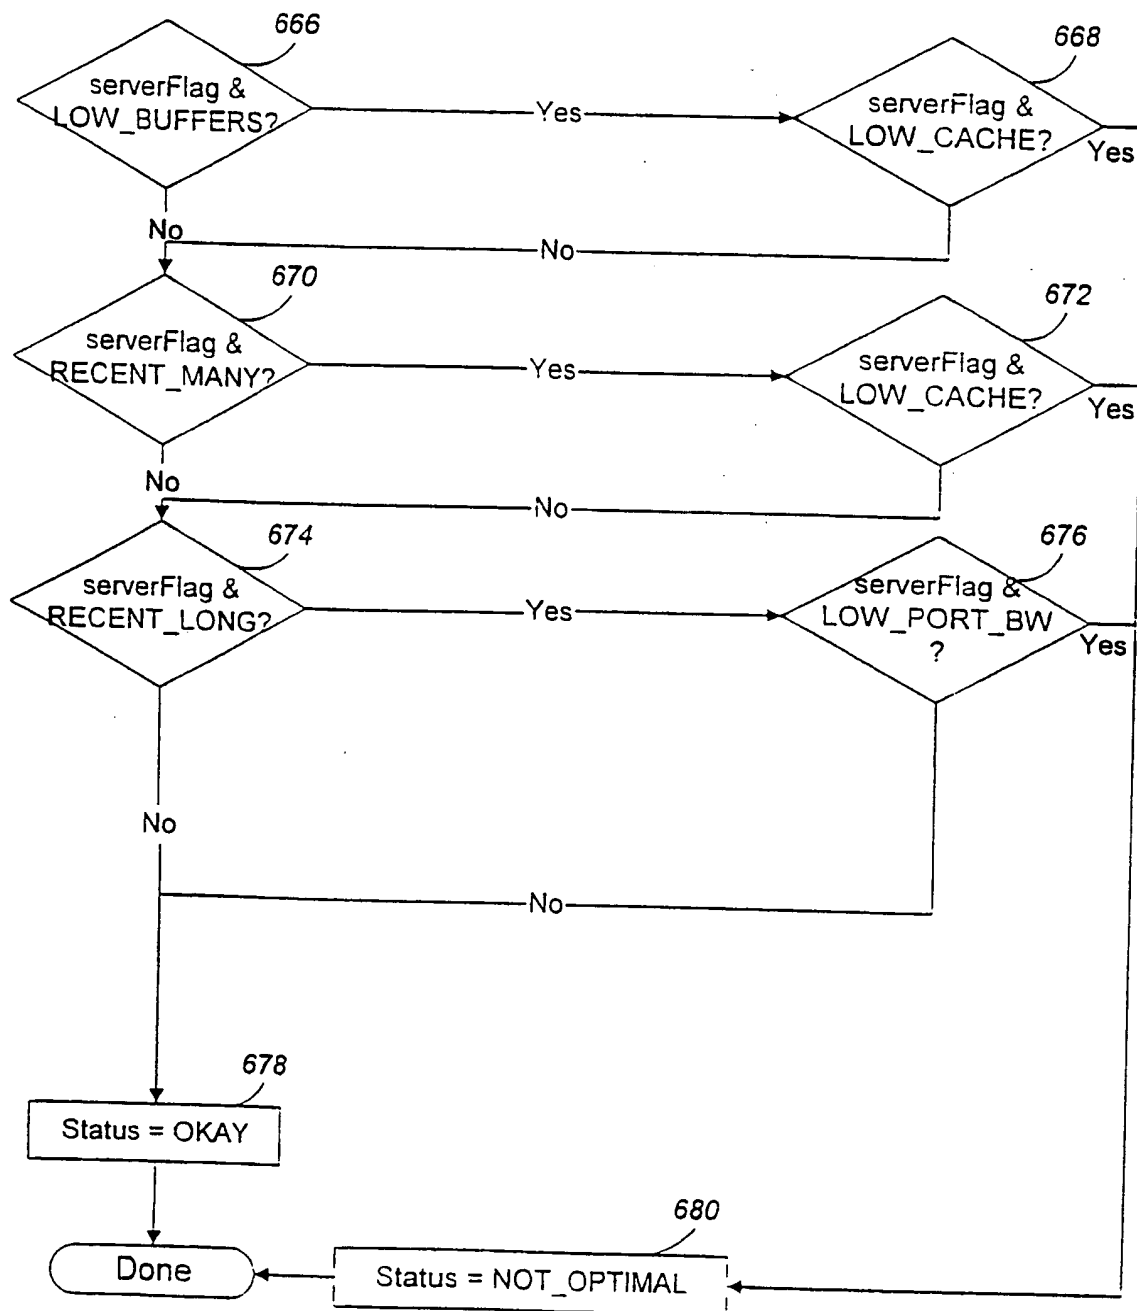 666
serverFlag &
LOW_BUFFERS?
Yes
668
serverFlag &
LOW_CACHE?
Yes
No
No
670
serverFlag &
RECENT_MANY?
Yes
672
serverFlag &
LOW_CACHE?
Yes
No
No
674
serverFlag &
RECENT_LONG?
Yes
676
serverFlag &
LOW_PORT_BW
?
Yes
No
No
678
Status = OKAY
680
Done
Status = NOT_OPTIMAL